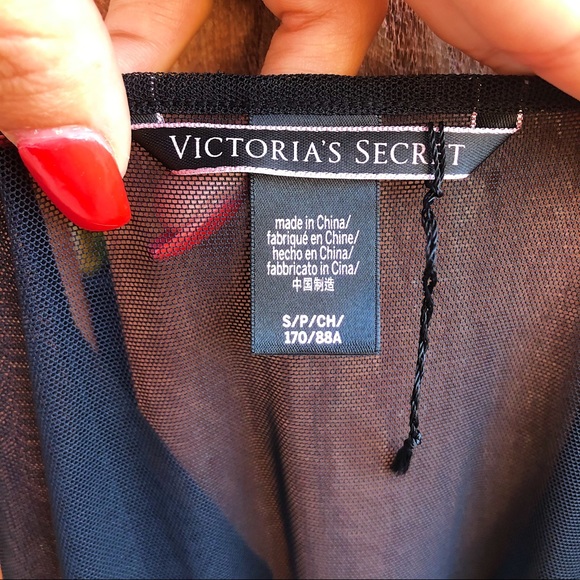 VICTORIA'S SECRET
made in China/
fabriqué en Chine/
hecho en China/
fabbricato in Cina/
中国制造
S/P/CH/
170/88A